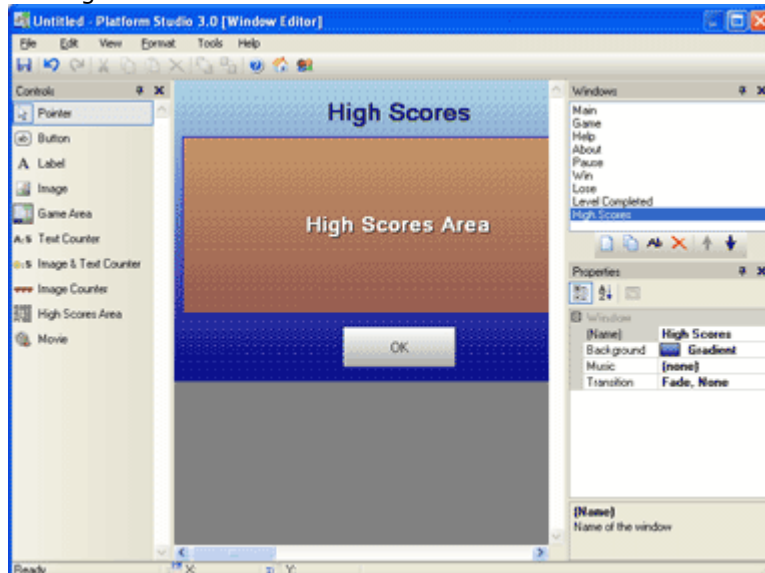 Untitled - Platform Studio 3.0 [Window Editor]
File Edit View Format Tools Help
Controls
Pointer
Button
Label
Image
Game Area
Text Counter
Image & Text Counter
Image Counter
High Scores Area
Movie
High Scores
High Scores Area
OK
Windows
Main
Game
Help
About
Pause
Win
Lose
Level Completed
High Scores
Properties
Window
(Name) High Scores
Background Gradient
Music (none)
Transition Fade, None
(Name)
Name of the window
Ready X: Y: